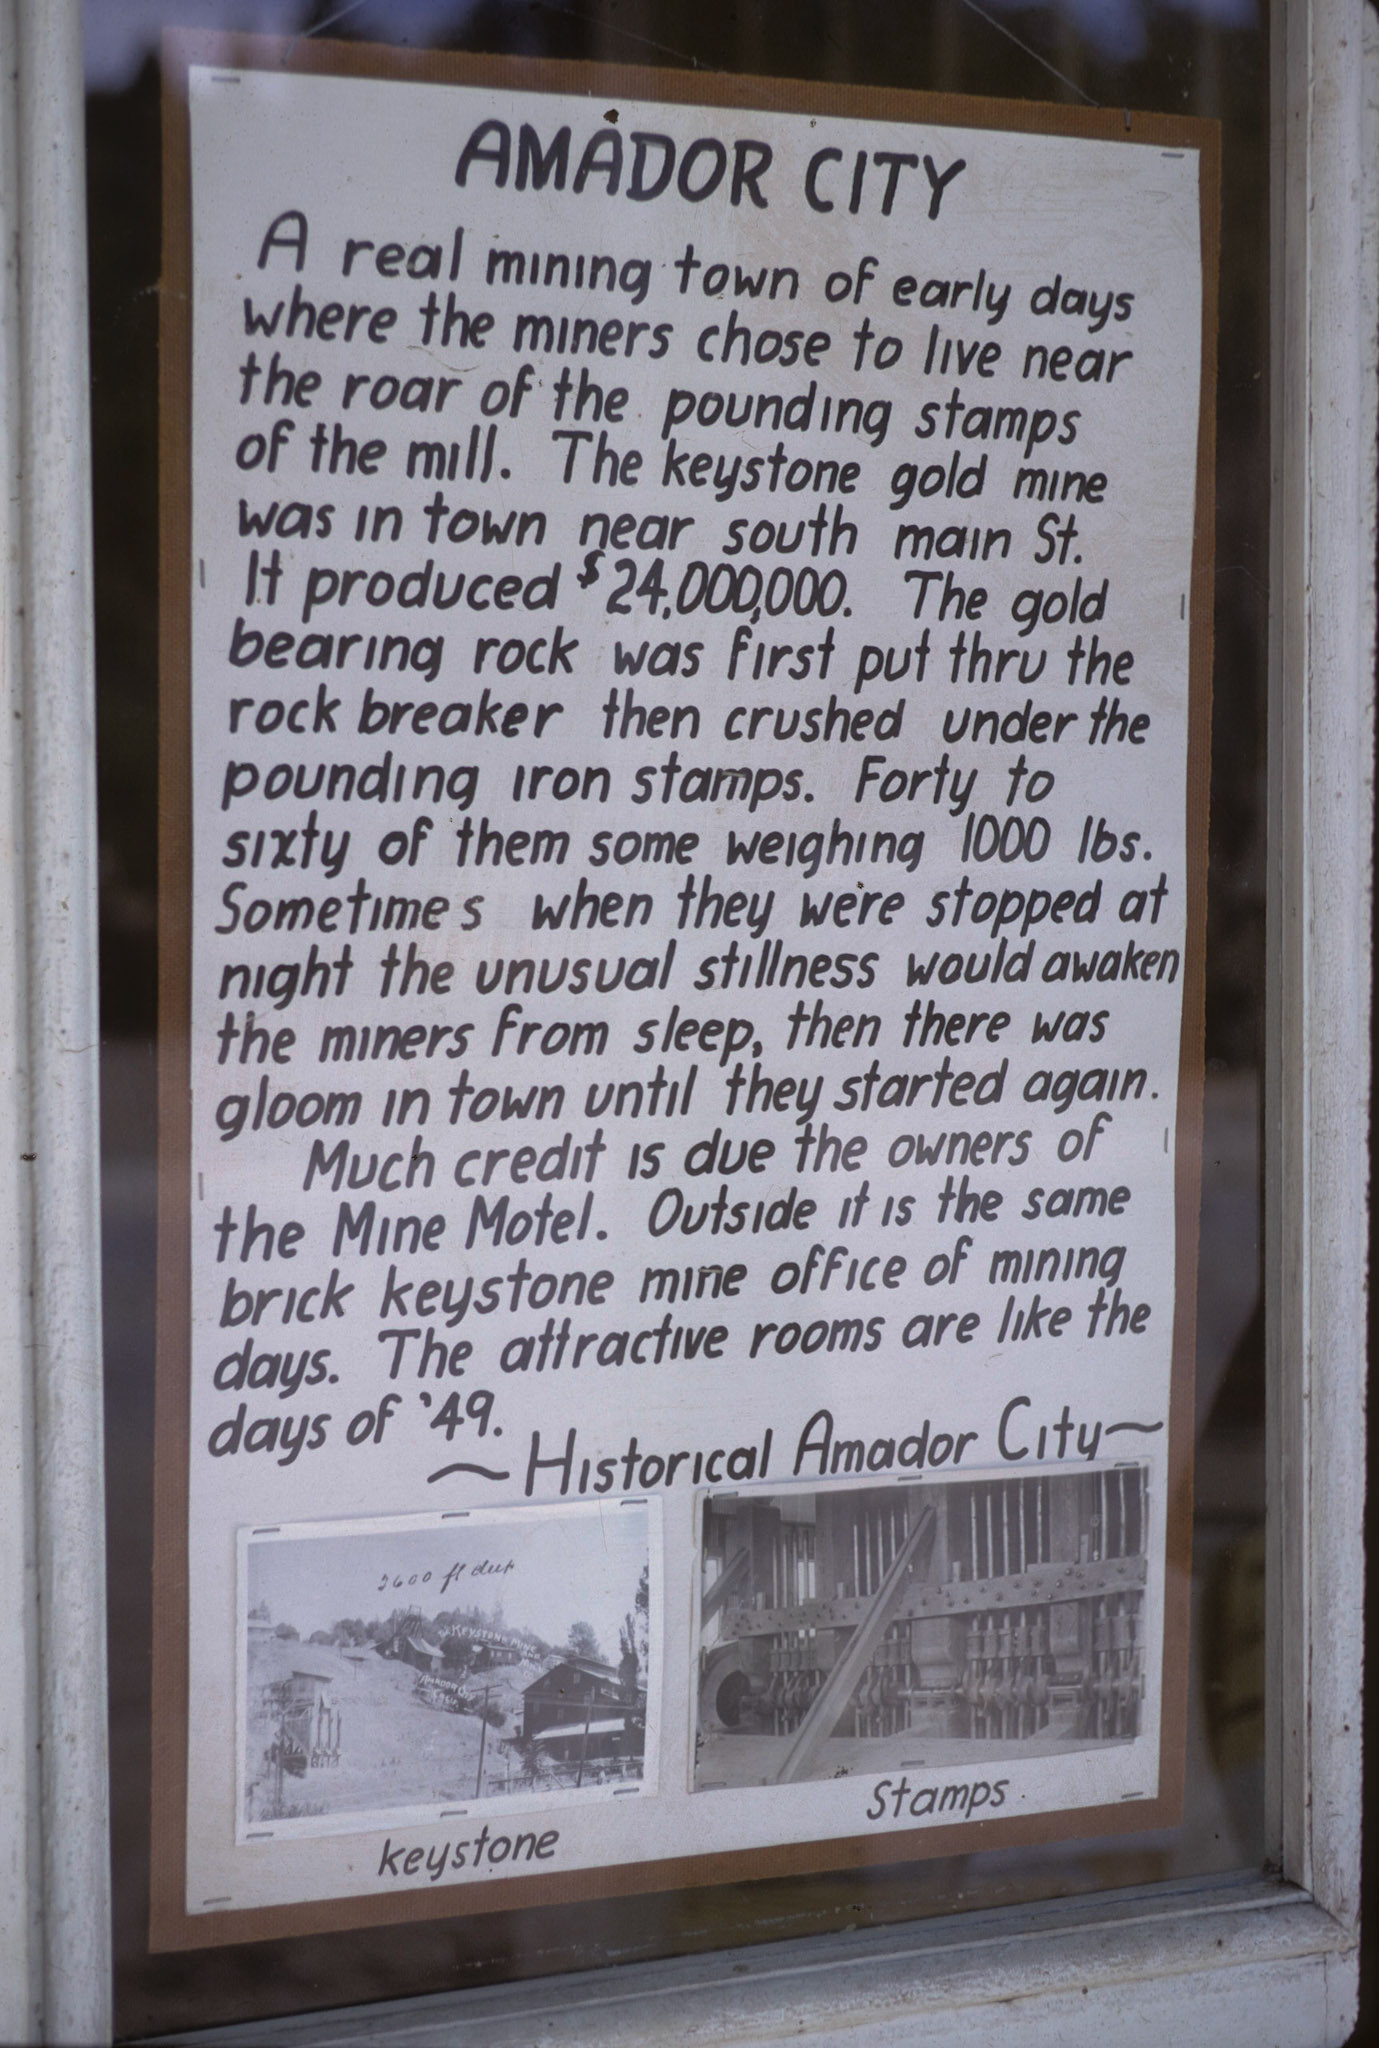 AMADOR CITY
A real mining town of early days
where the miners chose to live near
the roar of the pounding stamps
of the mill. The keystone gold mine
was in town near south main St.
It produced $24,000,000. The gold
bearing rock was first put thru the
rock breaker then crushed under the
pounding iron stamps. Forty to
sixty of them some weighing 1000 lbs.
Sometimes when they were stopped at
night the unusual stillness would awaken
the miners from sleep, then there was
gloom in town until they started again.
Much credit is due the owners of
the Mine Motel. Outside it is the same
brick keystone mine office of mining
days. The attractive rooms are like the
days of '49.
~Historical Amador City~
2600 ft deep
KEYSTONE MINE
AMADOR CITY
CALIF.
keystone
Stamps